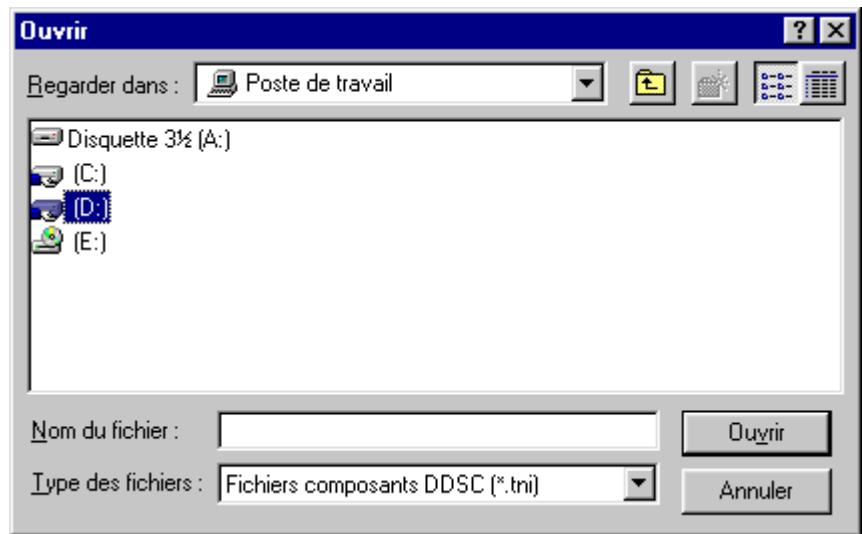 Ouvrir
Regarder dans : Poste de travail
Disquette 3½ (A:)
(C:)
(D:)
(E:)
Nom du fichier : Ouvrir
Type des fichiers : Fichiers composants DDSC (*.tni) Annuler